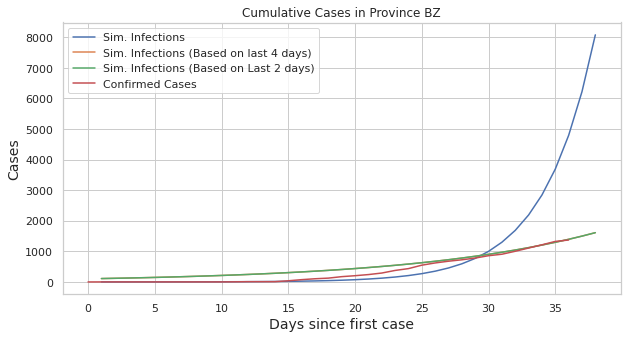 Cumulative Cases in Province BZ
Sim. Infections
Sim. Infections (Based on last 4 days)
Sim. Infections (Based on Last 2 days)
Confirmed Cases
Cases
8000
7000
6000
5000
4000
3000
2000
1000
0
0 5 10 15 20 25 30 35
Days since first case